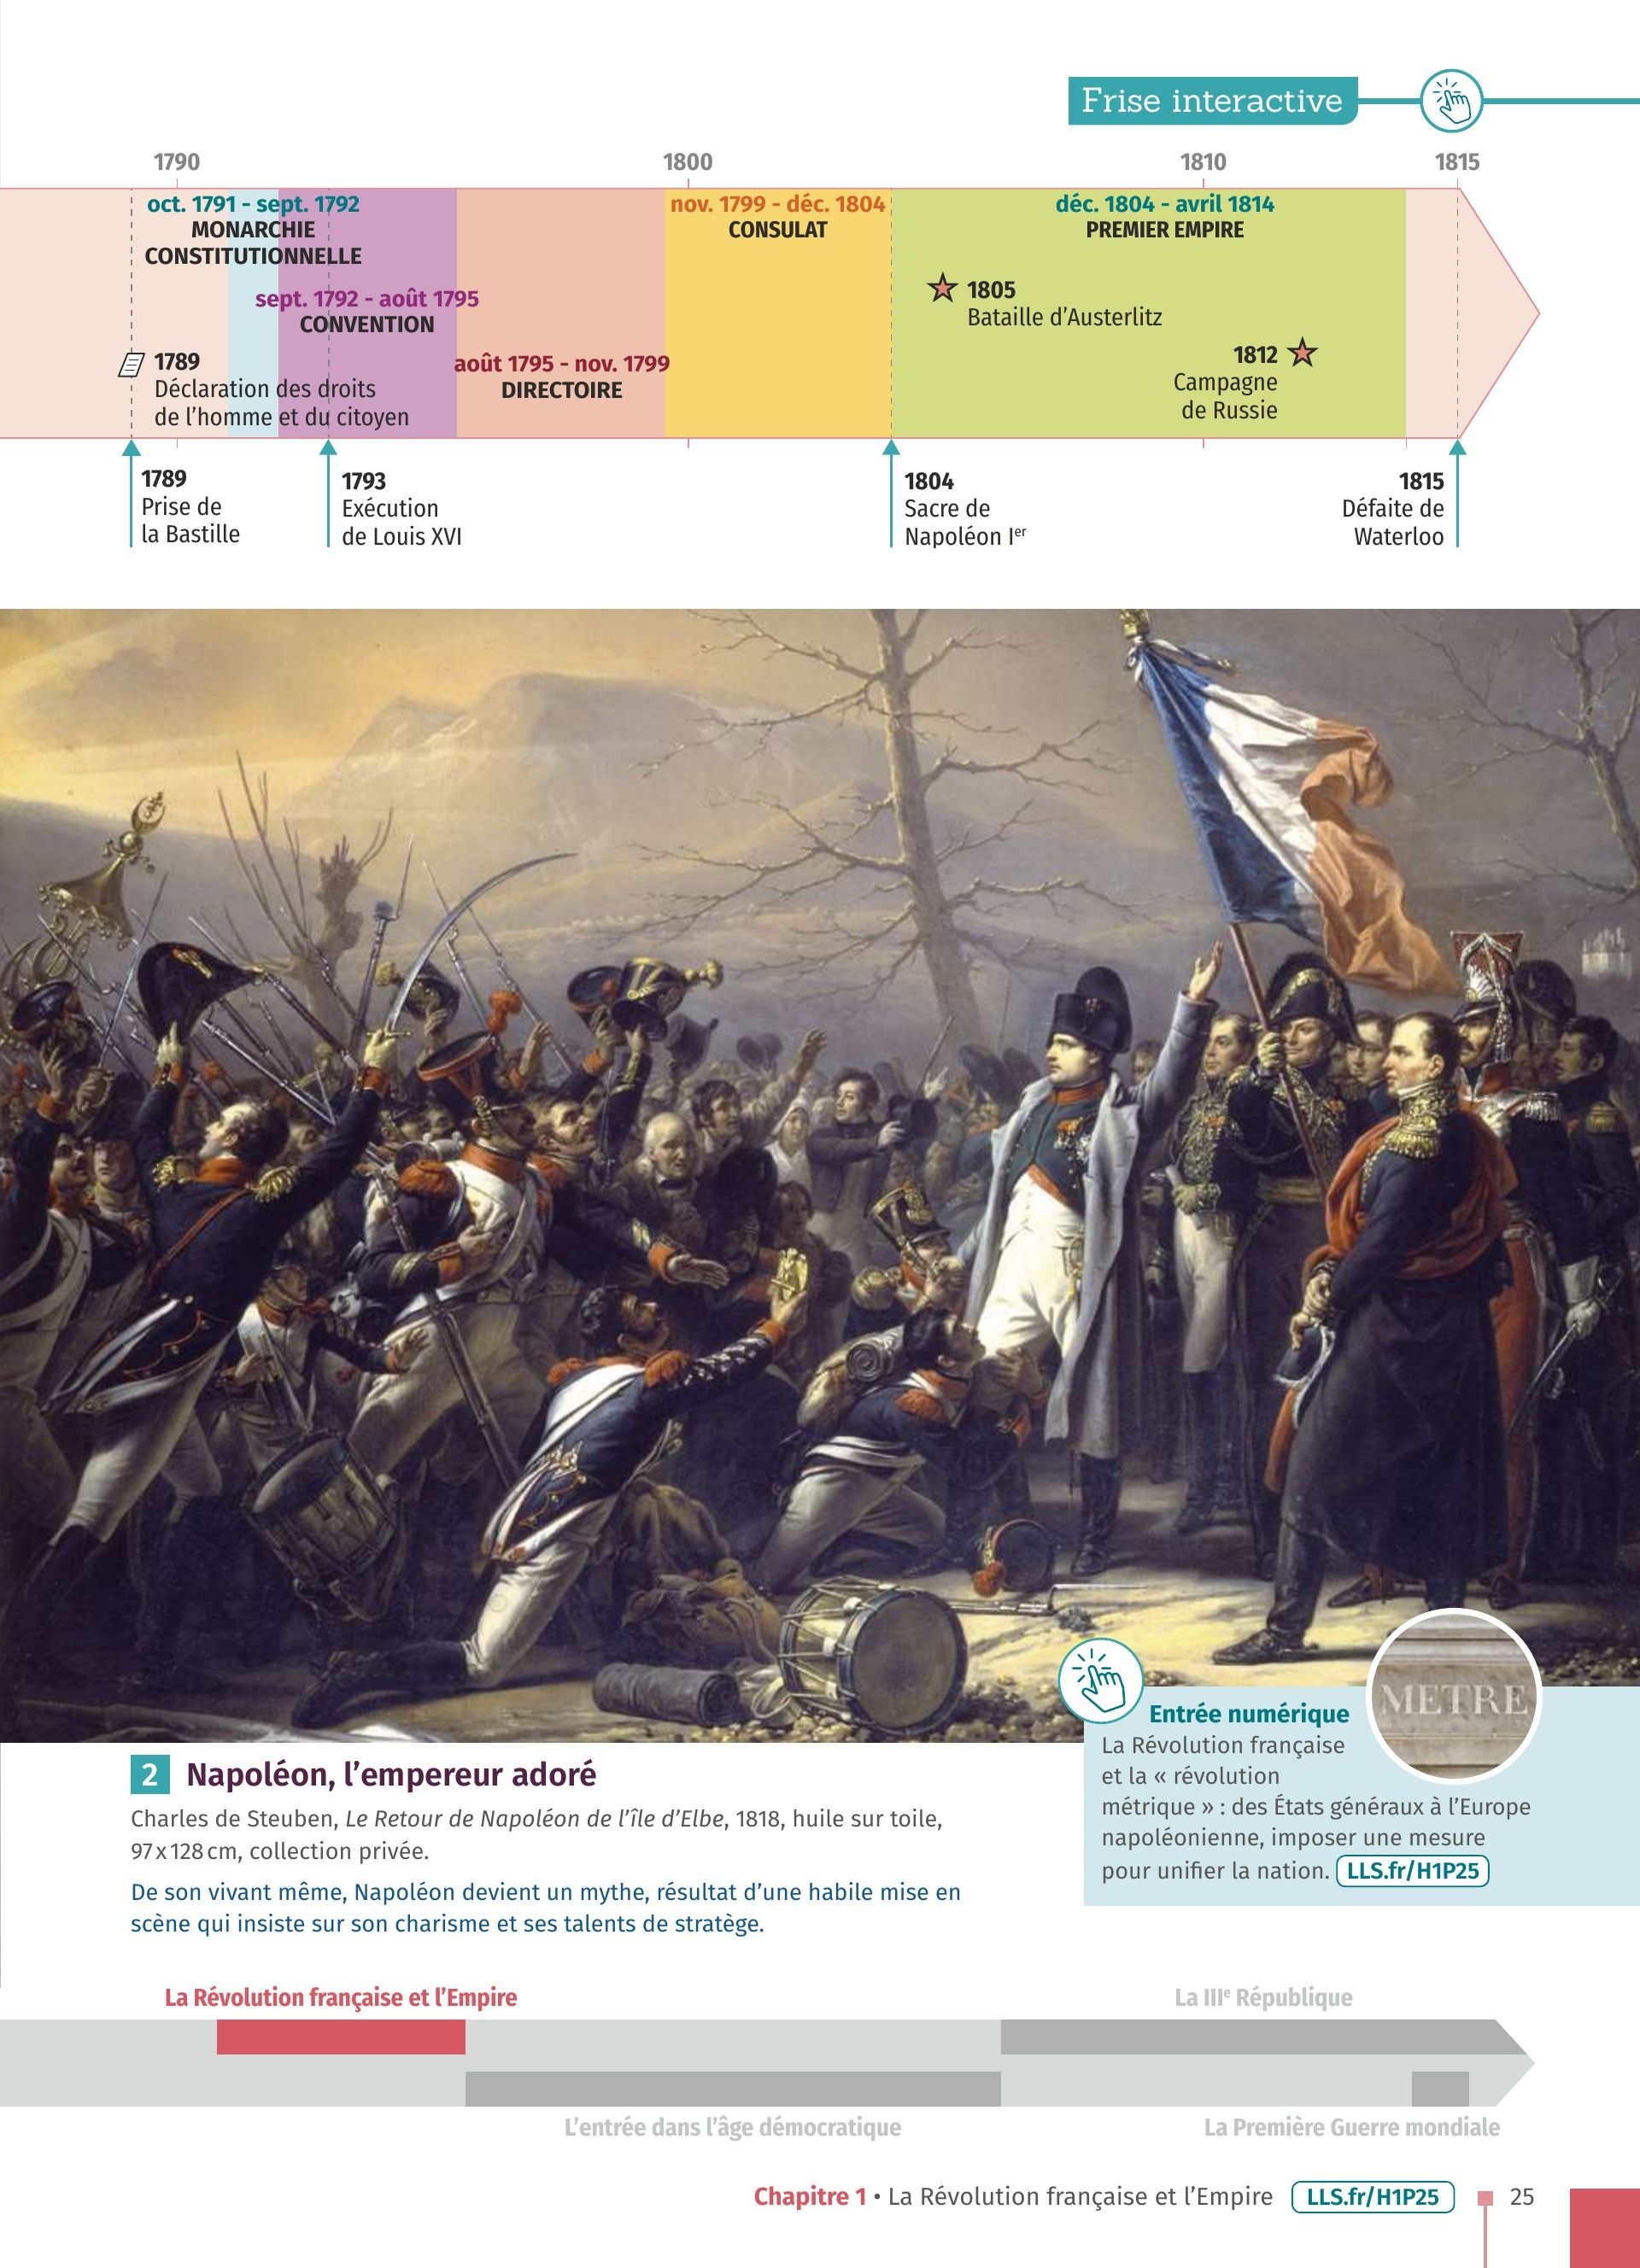 Frise interactive
1790 1800 1810 1815
oct. 1791 - sept. 1792
MONARCHIE
CONSTITUTIONNELLE
sept. 1792 - août 1795
CONVENTION
août 1795 - nov. 1799
DIRECTOIRE
nov. 1799 - déc. 1804
CONSULAT
déc. 1804 - avril 1814
PREMIER EMPIRE
1789
Déclaration des droits
de l’homme et du citoyen
1805
Bataille d’Austerlitz
1812
Campagne
de Russie
1789
Prise de
la Bastille
1793
Exécution
de Louis XVI
1804
Sacre de
Napoléon Ier
1815
Défaite de
Waterloo
2 Napoléon, l’empereur adoré
Charles de Steuben, Le Retour de Napoléon de l’île d’Elbe, 1818, huile sur toile,
97 x 128 cm, collection privée.
De son vivant même, Napoléon devient un mythe, résultat d’une habile mise en
scène qui insiste sur son charisme et ses talents de stratège.
METRE
Entrée numérique
La Révolution française
et la « révolution
métrique » : des États généraux à l’Europe
napoléonienne, imposer une mesure
pour unifier la nation. LLS.fr/H1P25
La Révolution française et l’Empire
La IIIe République
L’entrée dans l’âge démocratique
La Première Guerre mondiale
Chapitre 1 • La Révolution française et l’Empire LLS.fr/H1P25 25